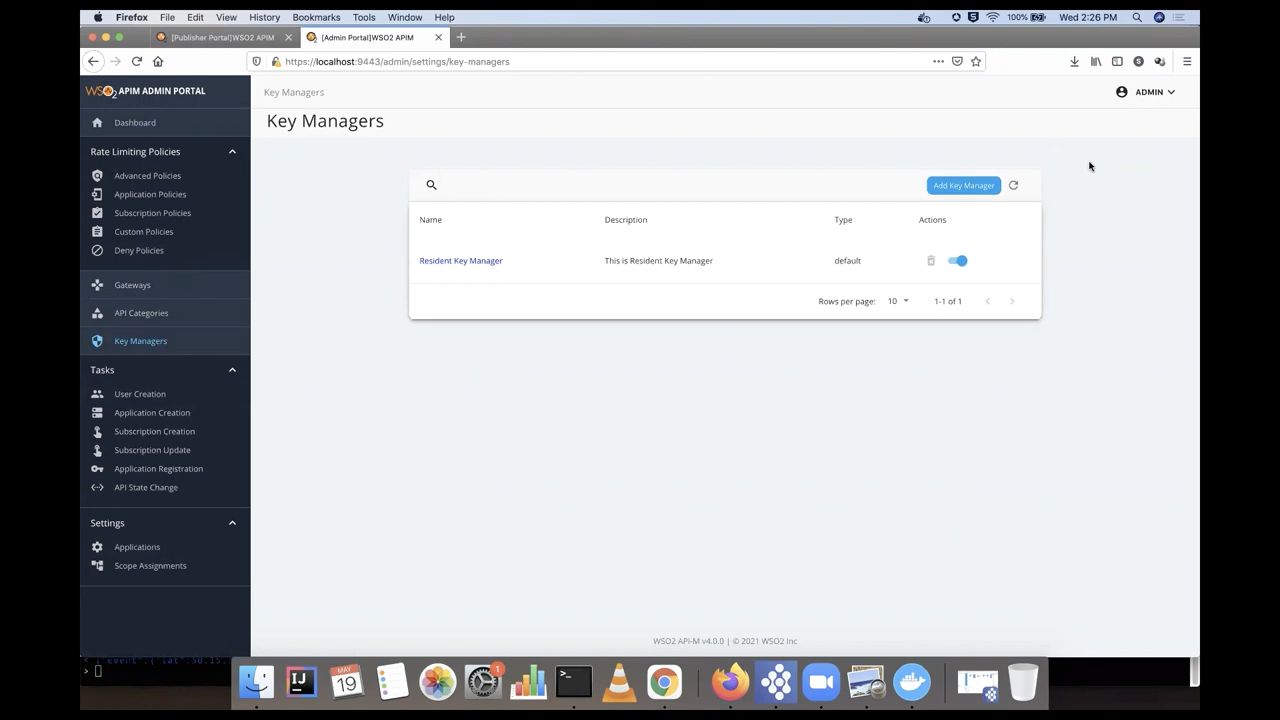 Firefox File Edit View History Bookmarks Tools Window Help 100% Wed 2:26 PM
[Publisher Portal]WSO2 APIM [Admin Portal]WSO2 APIM
https://localhost:9443/admin/settings/key-managers
WSO2 APIM ADMIN PORTAL
Key Managers
ADMIN
Dashboard
Key Managers
Rate Limiting Policies
Advanced Policies
Application Policies
Subscription Policies
Custom Policies
Deny Policies
Gateways
API Categories
Key Managers
Tasks
User Creation
Application Creation
Subscription Creation
Subscription Update
Application Registration
API State Change
Settings
Applications
Scope Assignments
Add Key Manager
Name Description Type Actions
Resident Key Manager This is Resident Key Manager default
Rows per page: 10 1-1 of 1
WSO2 API-M v4.0.0 | © 2021 WSO2 Inc
>
IJ
MAY
19
1
>_